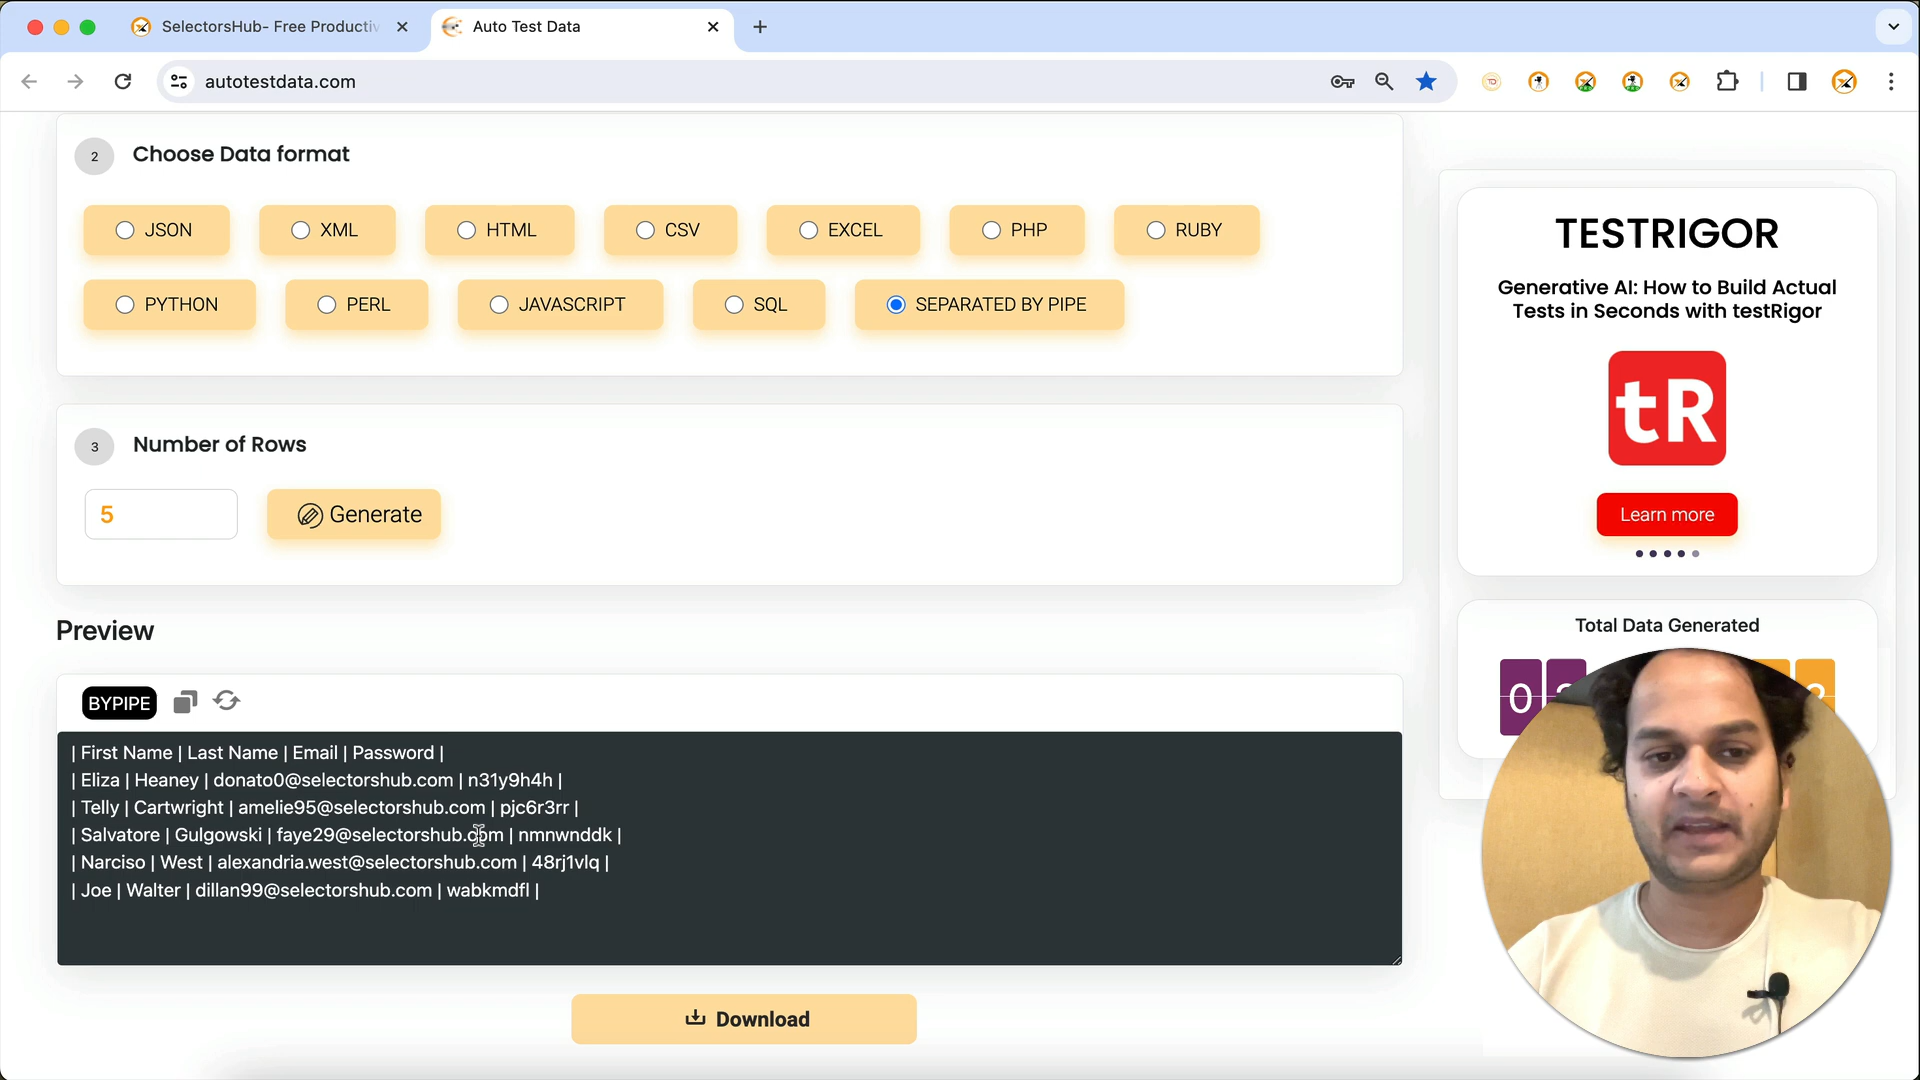 SelectorsHub- Free Productiv
Auto Test Data
autotestdata.com
2
Choose Data format
JSON
XML
HTML
CSV
EXCEL
PHP
RUBY
PYTHON
PERL
JAVASCRIPT
SQL
SEPARATED BY PIPE
3
Number of Rows
5
Generate
Preview
BYPIPE
| First Name | Last Name | Email | Password |
| Eliza | Heaney | donato0@selectorshub.com | n31y9h4h |
| Telly | Cartwright | amelie95@selectorshub.com | pjc6r3rr |
| Salvatore | Gulgowski | faye29@selectorshub.com | nmnwnddk |
| Narciso | West | alexandria.west@selectorshub.com | 48rj1vlq |
| Joe | Walter | dillan99@selectorshub.com | wabkmdfl |
Download
TESTRIGOR
Generative AI: How to Build Actual
Tests in Seconds with testRigor
tR
Learn more
Total Data Generated
0